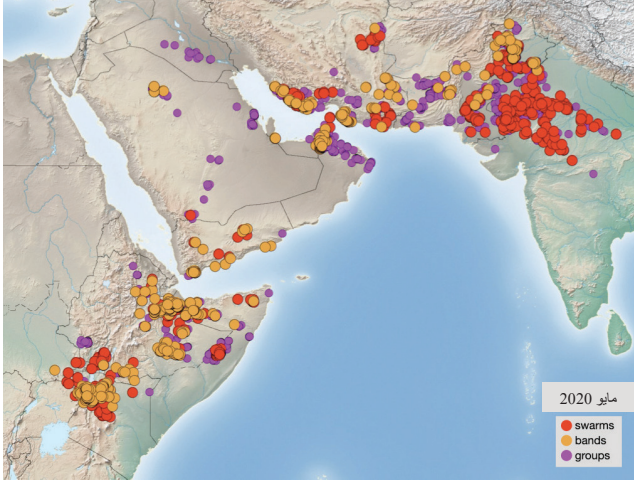 مايو 2020
swarms
bands
groups